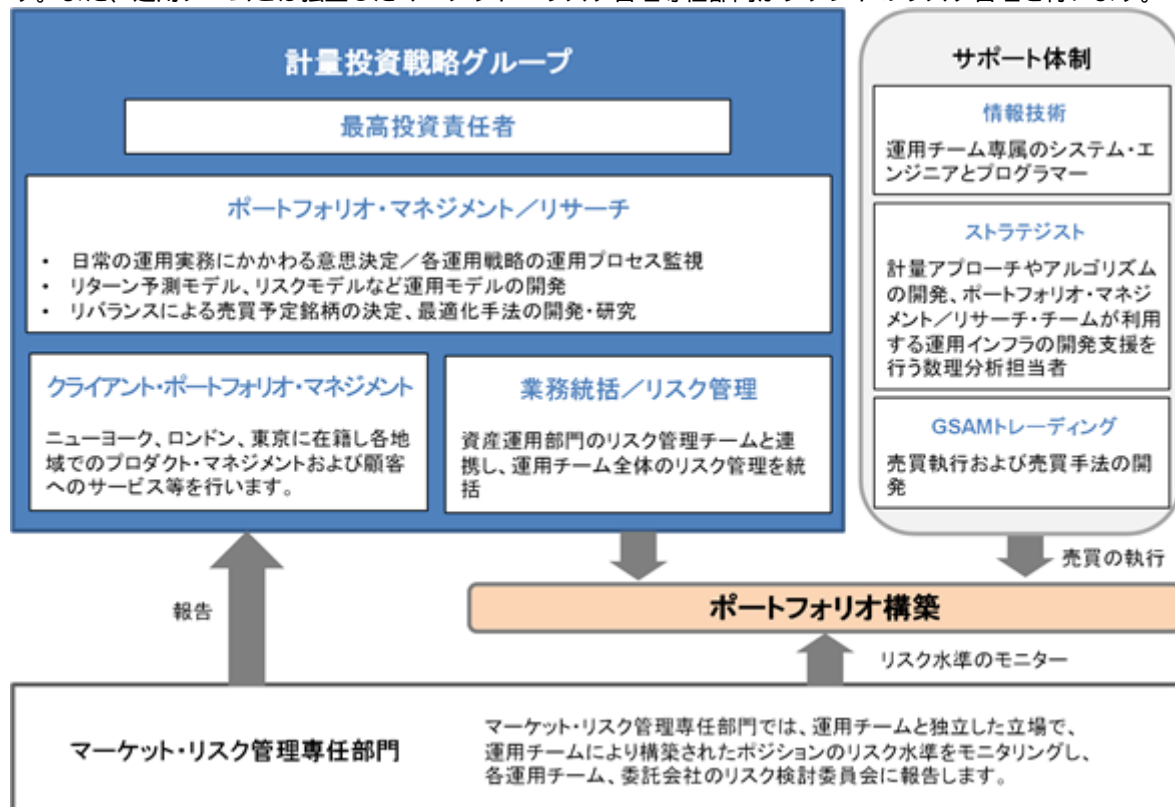 計量投資戦略グループ
最高投資責任者
ポートフォリオ・マネジメント／リサーチ
• 日常の運用実務にかかわる意思決定／各運用戦略の運用プロセス監視
• リターン予測モデル、リスクモデルなど運用モデルの開発
• リバランスによる売買予定銘柄の決定、最適化手法の開発・研究
クライアント・ポートフォリオ・マネジメント
ニューヨーク、ロンドン、東京に在籍し各地
域でのプロダクト・マネジメントおよび顧客
へのサービス等を行います。
業務統括／リスク管理
資産運用部門のリスク管理チームと連
携し、運用チーム全体のリスク管理を統
括
サポート体制
情報技術
運用チーム専属のシステム・エ
ンジニアとプログラマー
ストラテジスト
計量アプローチやアルゴリズム
の開発、ポートフォリオ・マネジ
メント／リサーチ・チームが利用
する運用インフラの開発支援を
行う数理分析担当者
GSAMトレーディング
売買執行および売買手法の開
発
売買の執行
報告
ポートフォリオ構築
リスク水準のモニター
マーケット・リスク管理専任部門
マーケット・リスク管理専任部門では、運用チームと独立した立場で、
運用チームにより構築されたポジションのリスク水準をモニタリングし、
各運用チーム、委託会社のリスク検討委員会に報告します。